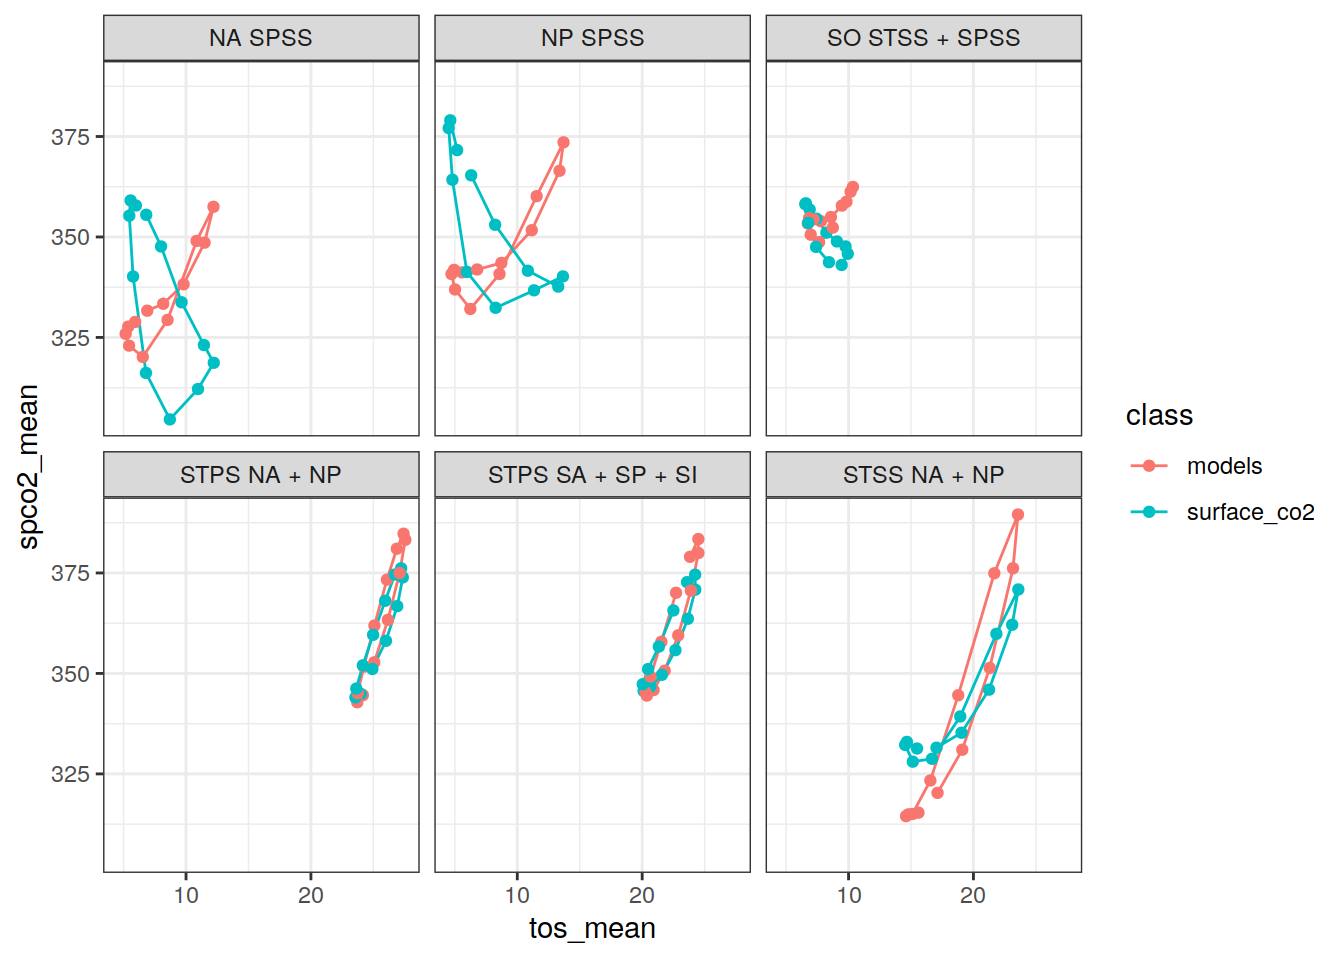 NA SPSS
NP SPSS
SO STSS + SPSS
375
350
325
STPS NA + NP
STPS SA + SP + SI
STSS NA + NP
375
350
325
10
20
10
20
10
20
tos_mean
spco2_mean
class
models
surface_co2